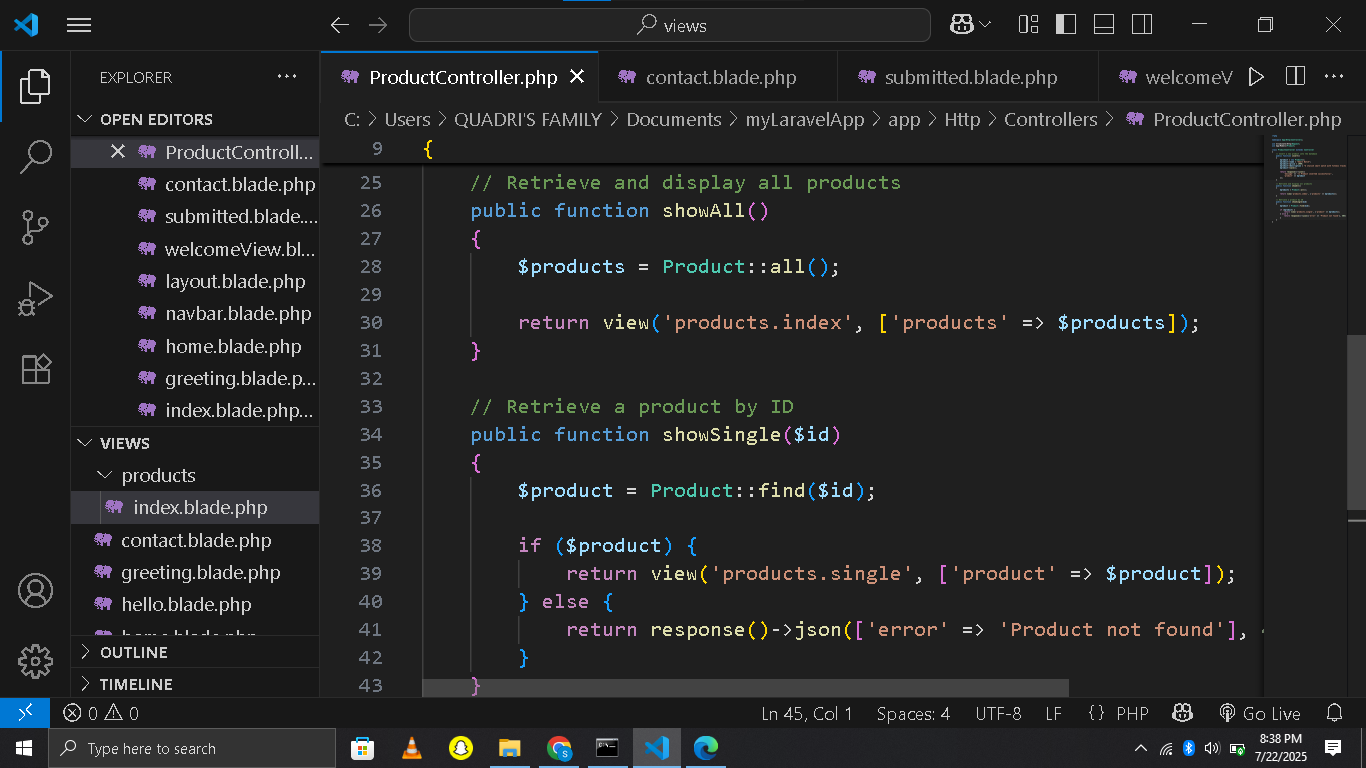 views
EXPLORER
OPEN EDITORS
ProductControll...
contact.blade.php
submitted.blade....
welcomeView.bl...
layout.blade.php
navbar.blade.php
home.blade.php
greeting.blade.p...
index.blade.php...
VIEWS
products
index.blade.php
contact.blade.php
greeting.blade.php
hello.blade.php
home.blade.php
OUTLINE
TIMELINE
ProductController.php
contact.blade.php
submitted.blade.php
welcomeV
C: > Users > QUADRI'S FAMILY > Documents > myLaravelApp > app > Http > Controllers > ProductController.php
9 {
25 // Retrieve and display all products
26 public function showAll()
27 {
28 $products = Product::all();
29
30 return view('products.index', ['products' => $products]);
31 }
32
33 // Retrieve a product by ID
34 public function showSingle($id)
35 {
36 $product = Product::find($id);
37
38 if ($product) {
39 return view('products.single', ['product' => $product]);
40 } else {
41 return response()->json(['error' => 'Product not found'],
42 }
43 }
0 0
Ln 45, Col 1 Spaces: 4 UTF-8 LF {} PHP Go Live
Type here to search
8:38 PM
7/22/2025